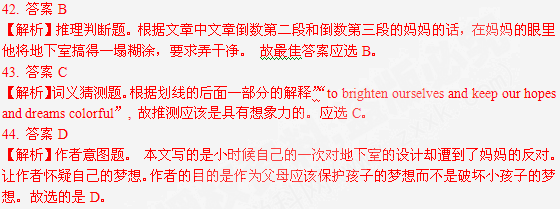 42. 答案 B
【解析】推理判断题。根据文章中文章倒数第二段和倒数第三段的妈妈的话，在妈妈的眼里
他将地下室搞得一塌糊涂，要求弄干净。 故最佳答案应选 B。
43. 答案 C
【解析】词义猜测题。根据划线的后面一部分的解释”“to brighten ourselves and keep our hopes
and dreams colorful”，故推测应该是具有想象力的。应选 C。
44. 答案 D
【解析】作者意图题。 本文写的是小时候自己的一次对地下室的设计却遭到了妈妈的反对。
让作者怀疑自己的梦想。作者的目的是作为父母应该保护孩子的梦想而不是破坏小孩子的梦
想。故选的是 D。